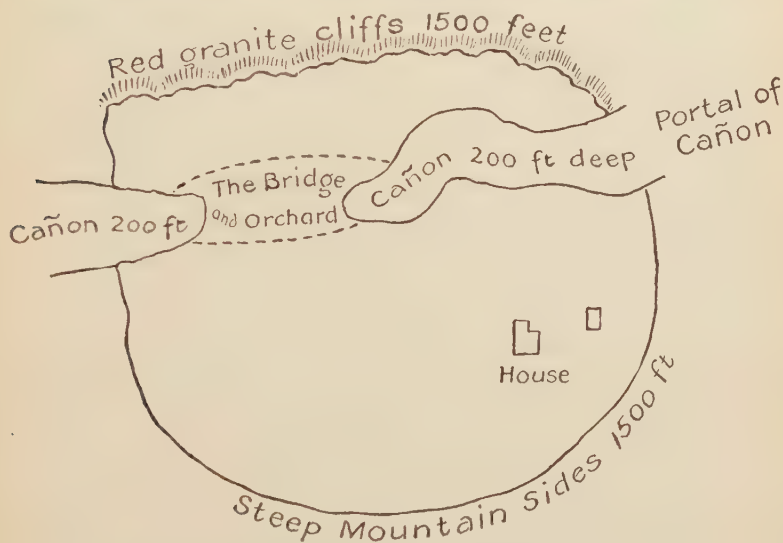 Red granite cliffs 1500 feet
Portal of
Cañon
Cañon 200 ft deep
The Bridge
and Orchard
Cañon 200 ft
House
Steep Mountain Sides 1500 ft